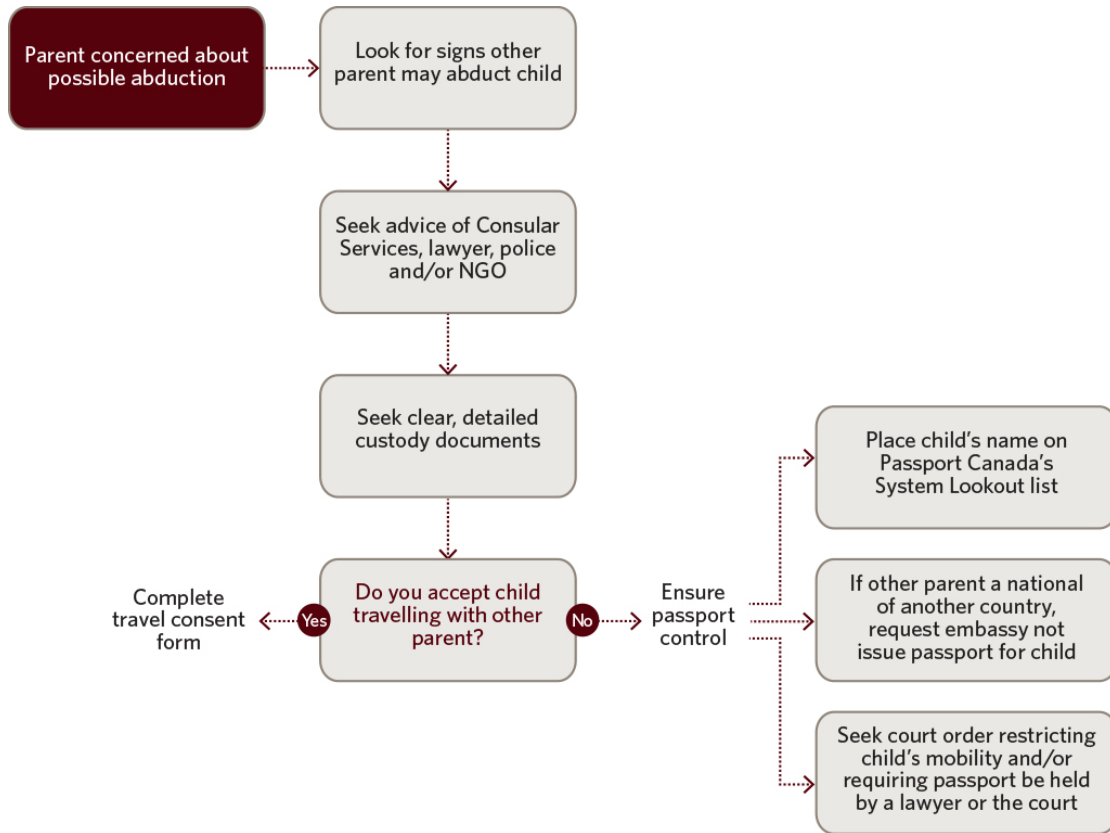 Parent concerned about
possible abduction
Look for signs other
parent may abduct child
Seek advice of Consular
Services, lawyer, police
and/or NGO
Seek clear, detailed
custody documents
Do you accept child
travelling with other
parent?
Yes
Complete
travel consent
form
No
Ensure
passport
control
Place child’s name on
Passport Canada’s
System Lookout list
If other parent a national
of another country,
request embassy not
issue passport for child
Seek court order restricting
child’s mobility and/or
requiring passport be held
by a lawyer or the court